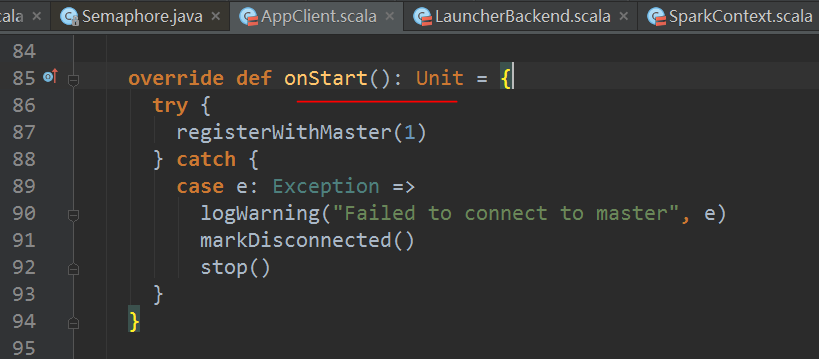 cala × Semaphore.java × AppClient.scala × LauncherBackend.scala × SparkContext.scala
84
85 override def onStart(): Unit = {
86 try {
87 registerWithMaster(1)
88 } catch {
89 case e: Exception =>
90 logWarning("Failed to connect to master", e)
91 markDisconnected()
92 stop()
93 }
94 }
95